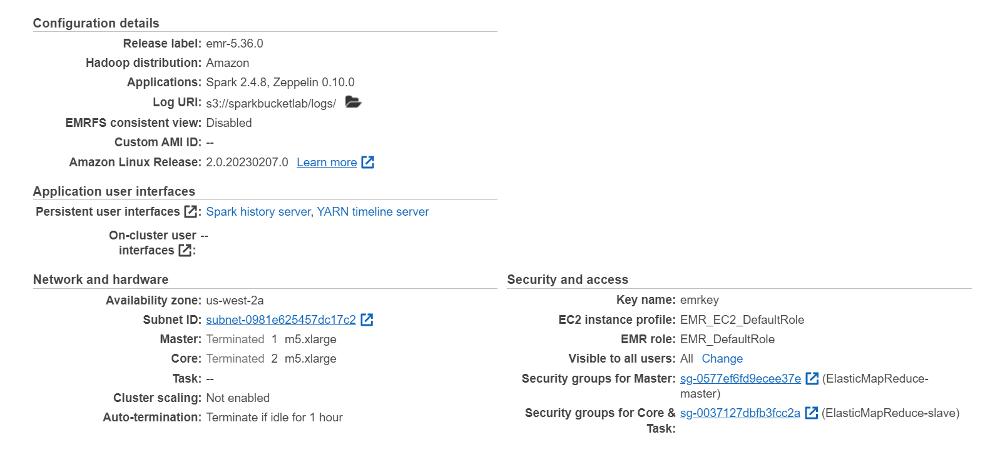 Configuration details
Release label: emr-5.36.0
Hadoop distribution: Amazon
Applications: Spark 2.4.8, Zeppelin 0.10.0
Log URI: s3://sparkbucketlab/logs/
EMRFS consistent view: Disabled
Custom AMI ID: --
Amazon Linux Release: 2.0.20230207.0 Learn more
Application user interfaces
Persistent user interfaces : Spark history server, YARN timeline server
On-cluster user --
interfaces :
Network and hardware
Availability zone: us-west-2a
Subnet ID: subnet-0981e625457dc17c2
Master: Terminated 1 m5.xlarge
Core: Terminated 2 m5.xlarge
Task: --
Cluster scaling: Not enabled
Auto-termination: Terminate if idle for 1 hour
Security and access
Key name: emrkey
EC2 instance profile: EMR_EC2_DefaultRole
EMR role: EMR_DefaultRole
Visible to all users: All Change
Security groups for Master: sg-0577ef6fd9ecee37e (ElasticMapReduce-
master)
Security groups for Core & sg-0037127dbfb3fcc2a (ElasticMapReduce-slave)
Task: